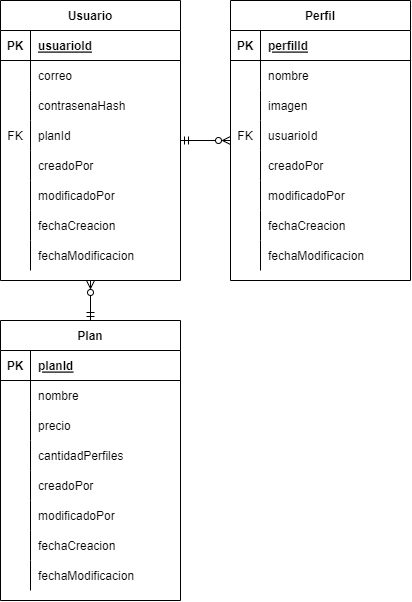 Usuario
PK usuarioId
correo
contrasenaHash
FK planId
creadoPor
modificadoPor
fechaCreacion
fechaModificacion
Perfil
PK perfilId
nombre
imagen
FK usuarioId
creadoPor
modificadoPor
fechaCreacion
fechaModificacion
Plan
PK planId
nombre
precio
cantidadPerfiles
creadoPor
modificadoPor
fechaCreacion
fechaModificacion